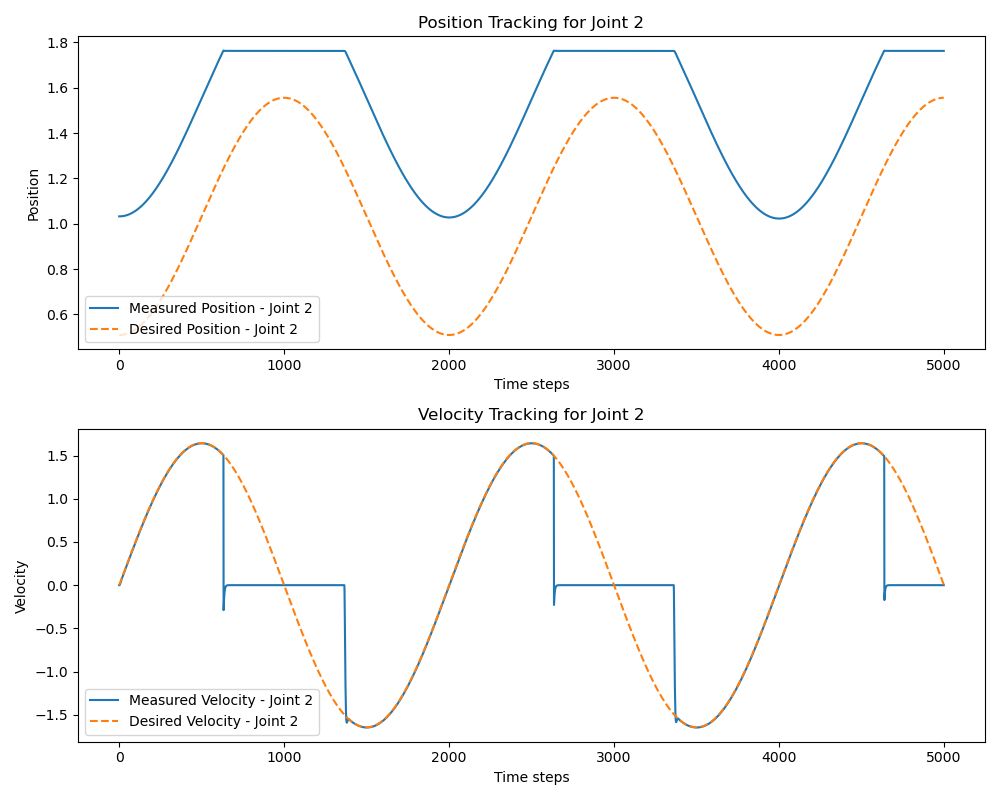 Position Tracking for Joint 2
1.8
1.6
1.4
1.2
1.0
0.8
0.6
Position
Measured Position - Joint 2
Desired Position - Joint 2
0 1000 2000 3000 4000 5000
Time steps
Velocity Tracking for Joint 2
1.5
1.0
0.5
0.0
−0.5
−1.0
−1.5
Velocity
Measured Velocity - Joint 2
Desired Velocity - Joint 2
0 1000 2000 3000 4000 5000
Time steps